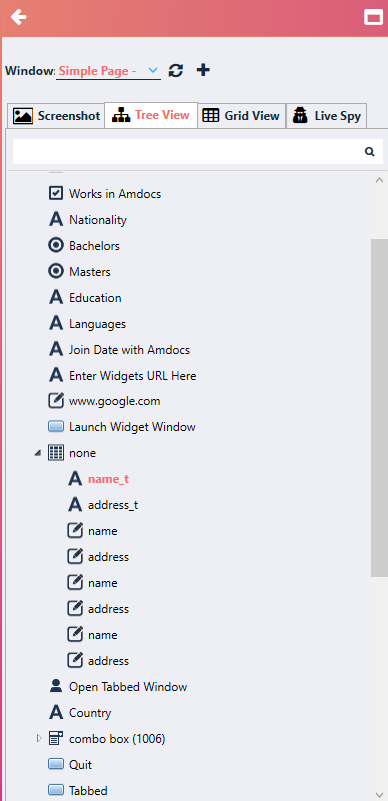 Window: Simple Page -
Screenshot Tree View Grid View Live Spy
Works in Amdocs
Nationality
Bachelors
Masters
Education
Languages
Join Date with Amdocs
Enter Widgets URL Here
www.google.com
Launch Widget Window
none
name_t
address_t
name
address
name
address
name
address
Open Tabbed Window
Country
combo box (1006)
Quit
Tabbed